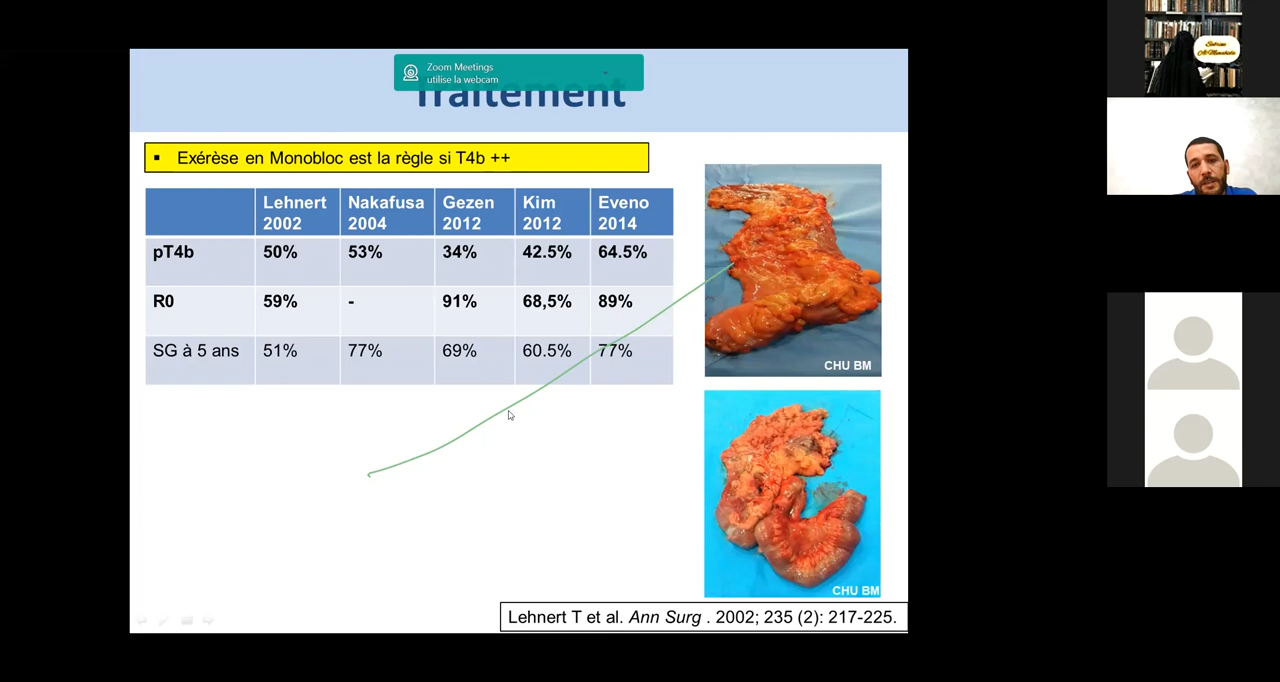 Zoom Meetings
utilise la webcam
Traitement
▪ Exérèse en Monobloc est la règle si T4b ++
Lehnert 2002 Nakafusa 2004 Gezen 2012 Kim 2012 Eveno 2014
pT4b 50% 53% 34% 42.5% 64.5%
R0 59% - 91% 68,5% 89%
SG à 5 ans 51% 77% 69% 60.5% 77%
CHU BM
CHU BM
Lehnert T et al. Ann Surg . 2002; 235 (2): 217-225.